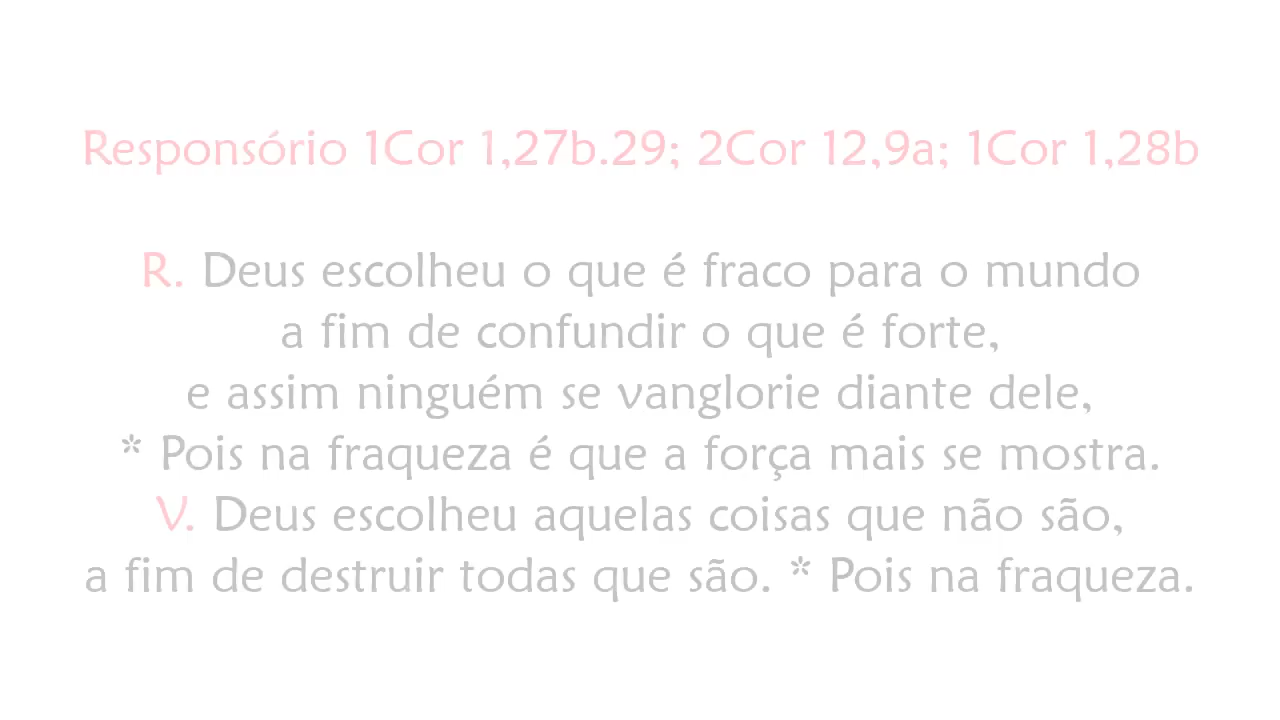 Responsório 1Cor 1,27b.29; 2Cor 12,9a; 1Cor 1,28b
R. Deus escolheu o que é fraco para o mundo
a fim de confundir o que é forte,
e assim ninguém se vanglorie diante dele,
* Pois na fraqueza é que a força mais se mostra.
V. Deus escolheu aquelas coisas que não são,
a fim de destruir todas que são. * Pois na fraqueza.